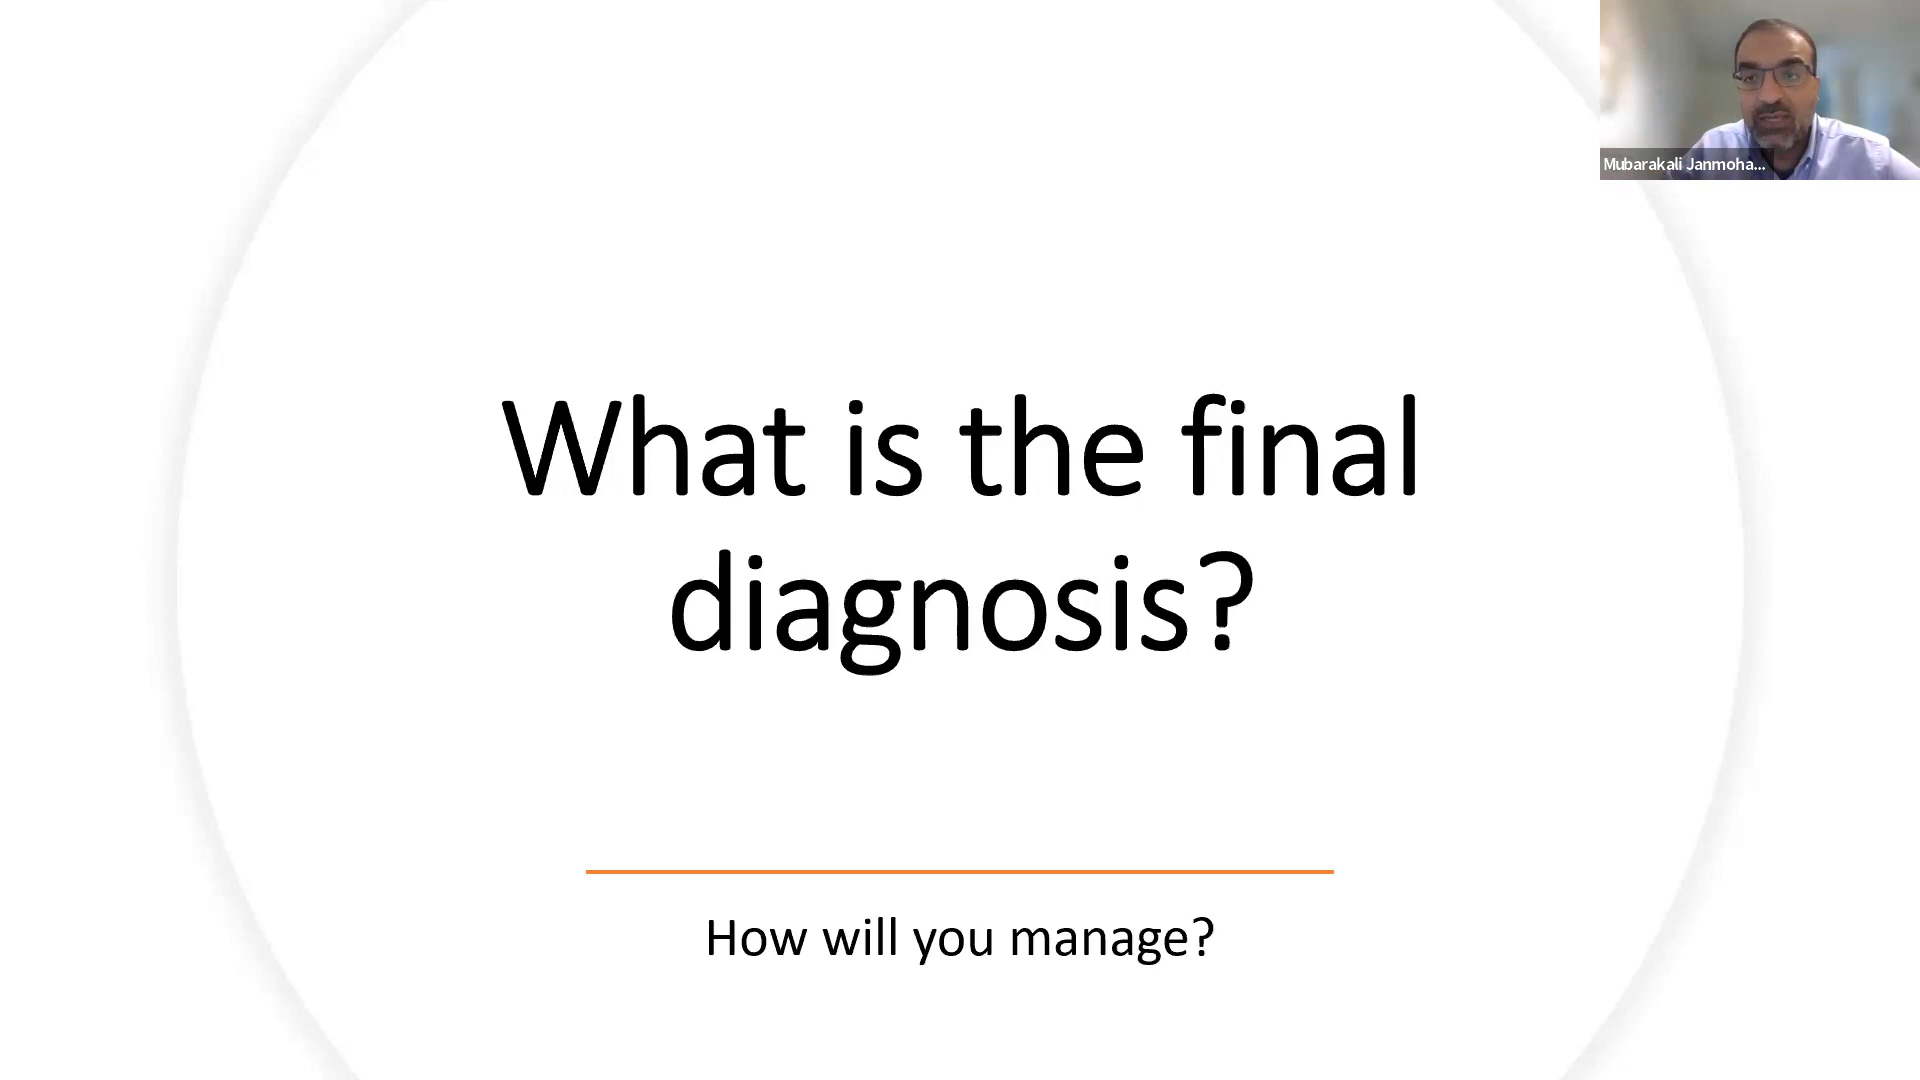 Mubarakali Janmoha...
What is the final
diagnosis?
How will you manage?